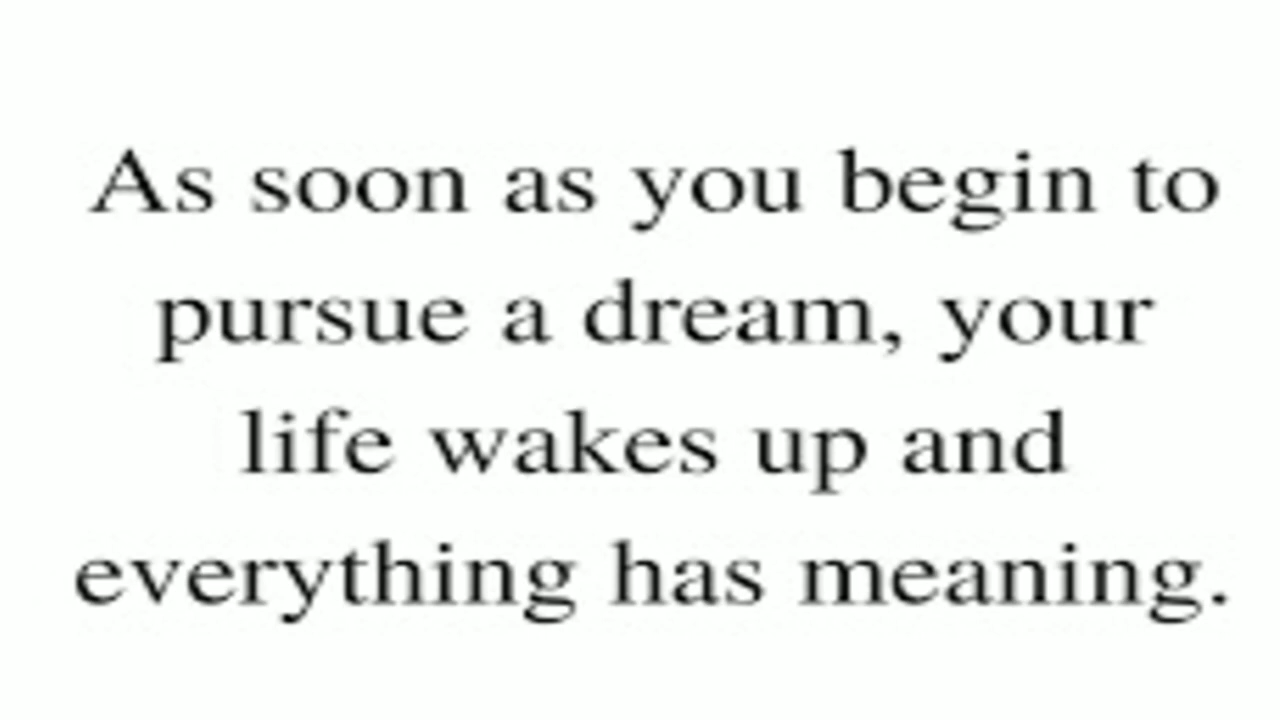 As soon as you begin to
pursue a dream, your
life wakes up and
everything has meaning.